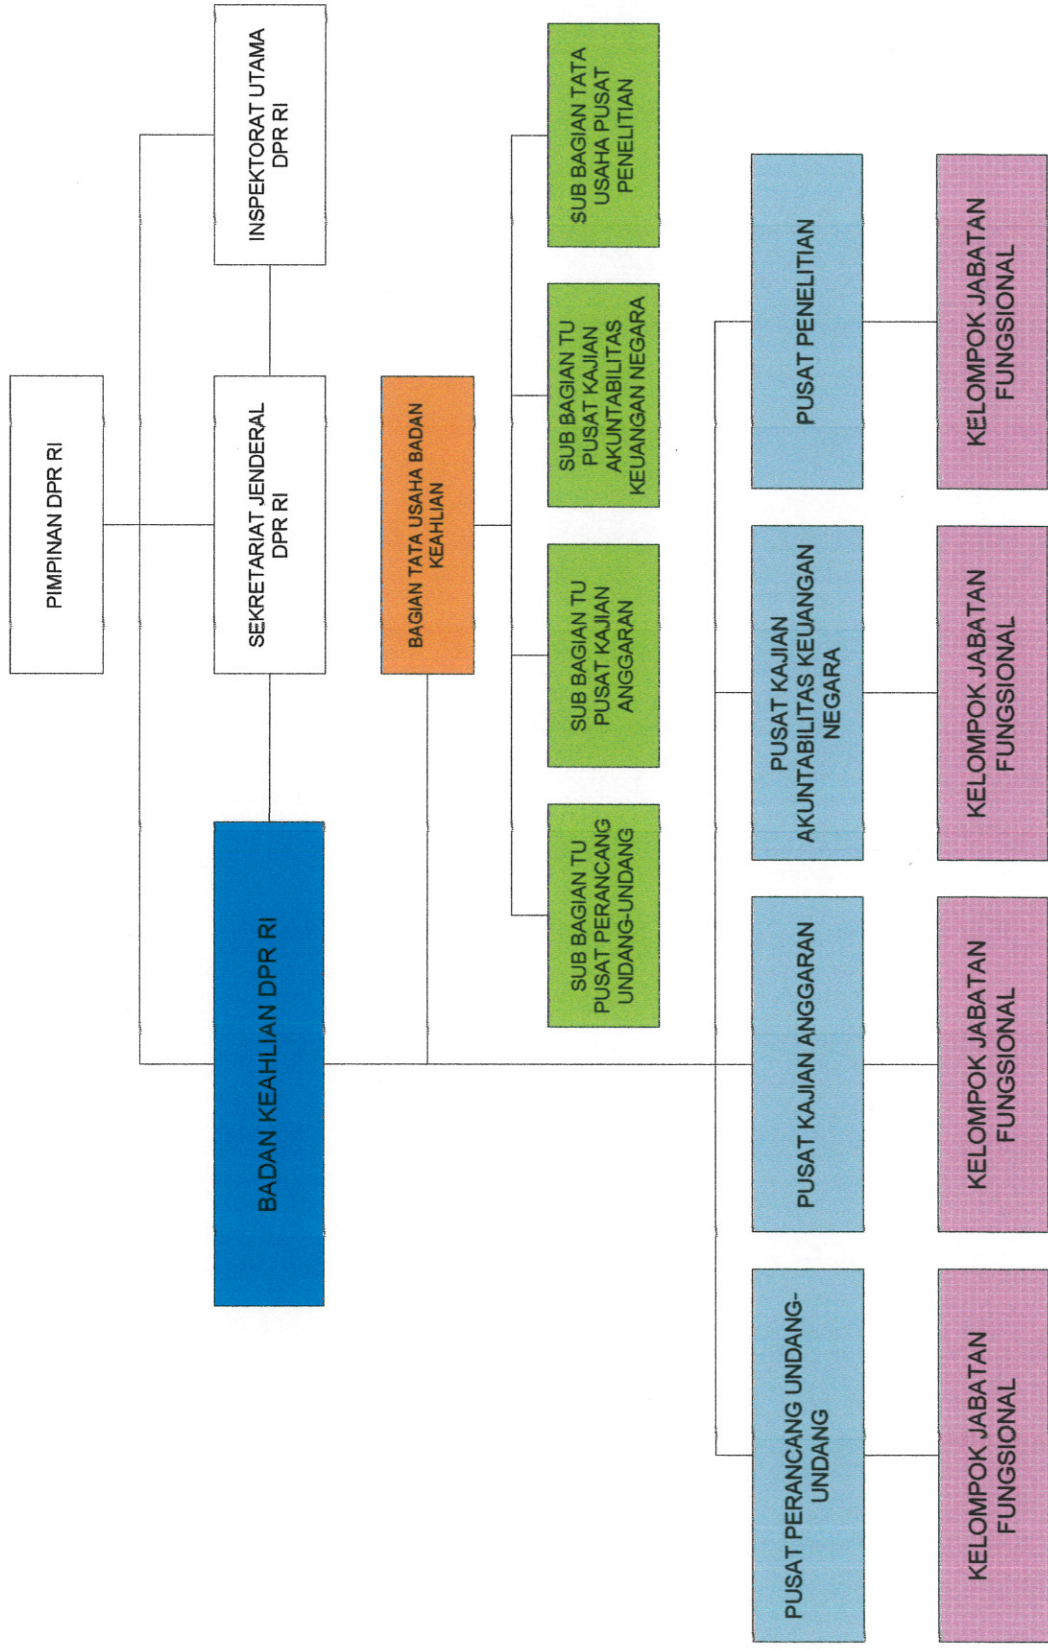 PIMPINAN DPR RI
BADAN KEAHLIAN DPR RI
SEKRETARIAT JENDERAL
DPR RI
INSPEKTORAT UTAMA
DPR RI
BAGIAN TATA USAHA BADAN
KEAHLIAN
SUB BAGIAN TU
PUSAT PERANCANG
UNDANG-UNDANG
SUB BAGIAN TU
PUSAT KAJIAN
ANGGARAN
SUB BAGIAN TU
PUSAT KAJIAN
AKUNTABILITAS
KEUANGAN NEGARA
SUB BAGIAN TATA
USAHA PUSAT
PENELITIAN
PUSAT PERANCANG UNDANG-
UNDANG
PUSAT KAJIAN ANGGARAN
PUSAT KAJIAN
AKUNTABILITAS KEUANGAN
NEGARA
PUSAT PENELITIAN
KELOMPOK JABATAN
FUNGSIONAL
KELOMPOK JABATAN
FUNGSIONAL
KELOMPOK JABATAN
FUNGSIONAL
KELOMPOK JABATAN
FUNGSIONAL